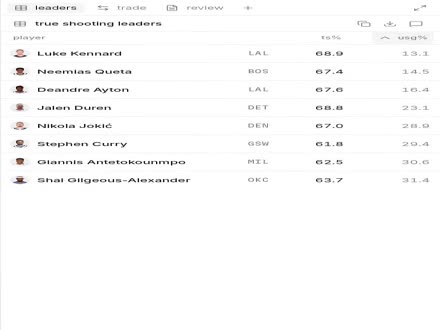 leaders trade review +
true shooting leaders
player ts% usg%
Luke Kennard LAL 68.9 13.1
Neemias Queta BOS 67.4 14.5
Deandre Ayton LAL 67.6 16.4
Jalen Duren DET 68.8 23.1
Nikola Jokić DEN 67.0 28.9
Stephen Curry GSW 61.8 29.4
Giannis Antetokounmpo MIL 62.5 30.6
Shai Gilgeous-Alexander OKC 63.7 31.4